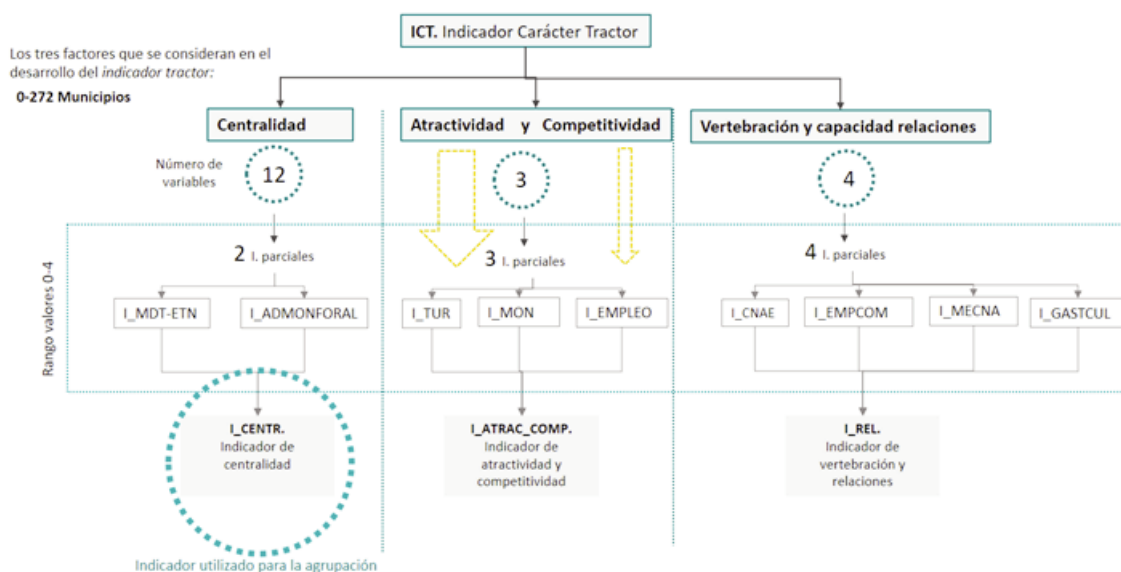 ICT. Indicador Carácter Tractor
Los tres factores que se consideran en el
desarrollo del indicador tractor:
0-272 Municipios
Centralidad
Atractividad y Competitividad
Vertebración y capacidad relaciones
Número de
variables
12
3
4
Rango valores 0-4
2 I. parciales
3 I. parciales
4 I. parciales
I_MDT-ETN
I_ADMONFORAL
I_TUR
I_MON
I_EMPLEO
I_CNAE
I_EMPCOM
I_MECNA
I_GASTCUL
I_CENTR.
Indicador de
centralidad
I_ATRAC_COMP.
Indicador de
atractividad y
competitividad
I_REL.
Indicador de
vertebración y
relaciones
Indicador utilizado para la agrupación